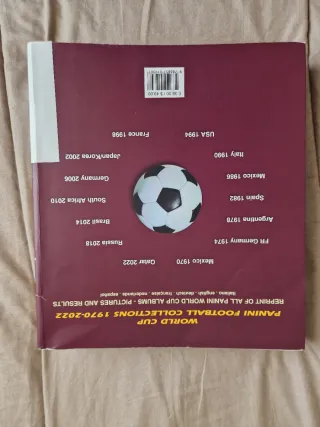 WORLD CUP
PANINI FOOTBALL COLLECTIONS 1970-2022
REPRINT OF ALL PANINI WORLD CUP ALBUMS - PICTURES AND RESULTS
italiano - english - deutsch - française - nederlands - español
Qatar 2022
Mexico 1970
Russia 2018
FR Germany 1974
Brasil 2014
Argentina 1978
South Africa 2010
Spain 1982
Germany 2006
Mexico 1986
Japan/Korea 2002
Italy 1990
France 1998
USA 1994